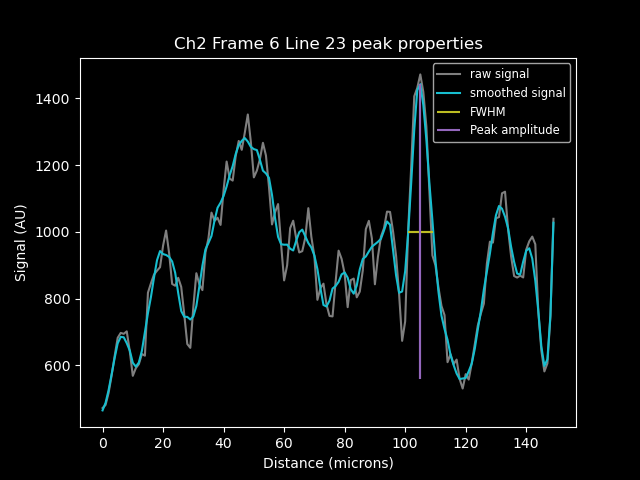 Ch2 Frame 6 Line 23 peak properties
raw signal
smoothed signal
FWHM
Peak amplitude
Signal (AU)
1400
1200
1000
800
600
0 20 40 60 80 100 120 140
Distance (microns)